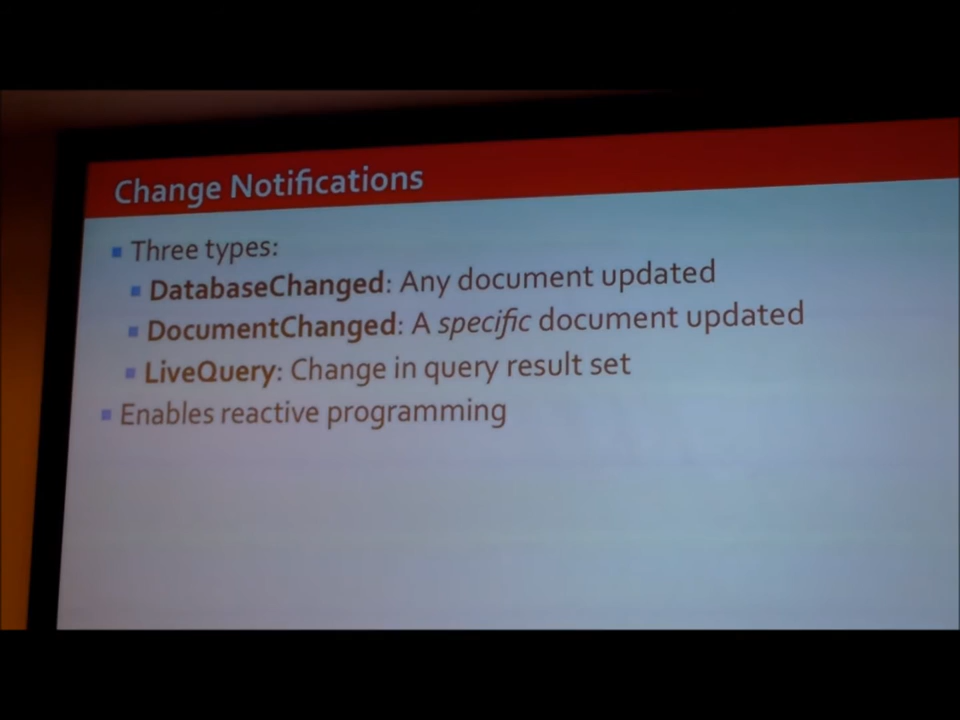 Change Notifications
Three types:
DatabaseChanged: Any document updated
DocumentChanged: A specific document updated
LiveQuery: Change in query result set
Enables reactive programming